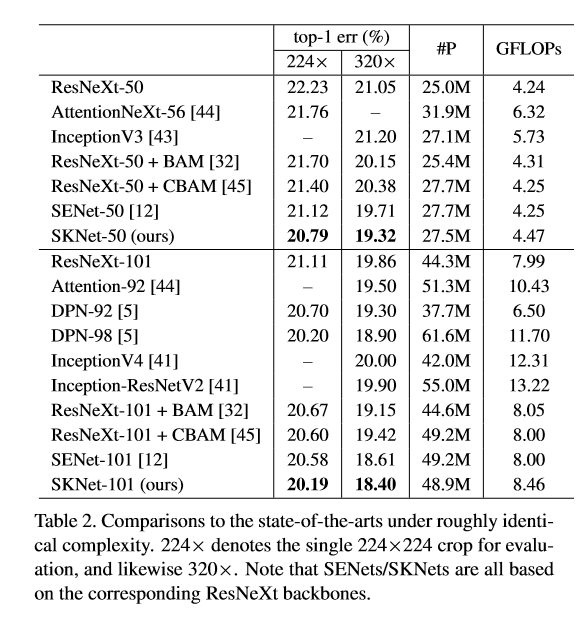 top-1 err (%) #P GFLOPs
224× 320×
ResNeXt-50 22.23 21.05 25.0M 4.24
AttentionNeXt-56 [44] 21.76 – 31.9M 6.32
InceptionV3 [43] – 21.20 27.1M 5.73
ResNeXt-50 + BAM [32] 21.70 20.15 25.4M 4.31
ResNeXt-50 + CBAM [45] 21.40 20.38 27.7M 4.25
SENet-50 [12] 21.12 19.71 27.7M 4.25
SKNet-50 (ours) 20.79 19.32 27.5M 4.47
ResNeXt-101 21.11 19.86 44.3M 7.99
Attention-92 [44] – 19.50 51.3M 10.43
DPN-92 [5] 20.70 19.30 37.7M 6.50
DPN-98 [5] 20.20 18.90 61.6M 11.70
InceptionV4 [41] – 20.00 42.0M 12.31
Inception-ResNetV2 [41] – 19.90 55.0M 13.22
ResNeXt-101 + BAM [32] 20.67 19.15 44.6M 8.05
ResNeXt-101 + CBAM [45] 20.60 19.42 49.2M 8.00
SENet-101 [12] 20.58 18.61 49.2M 8.00
SKNet-101 (ours) 20.19 18.40 48.9M 8.46
Table 2. Comparisons to the state-of-the-arts under roughly identi-
cal complexity. 224× denotes the single 224×224 crop for evalu-
ation, and likewise 320×. Note that SENets/SKNets are all based
on the corresponding ResNeXt backbones.